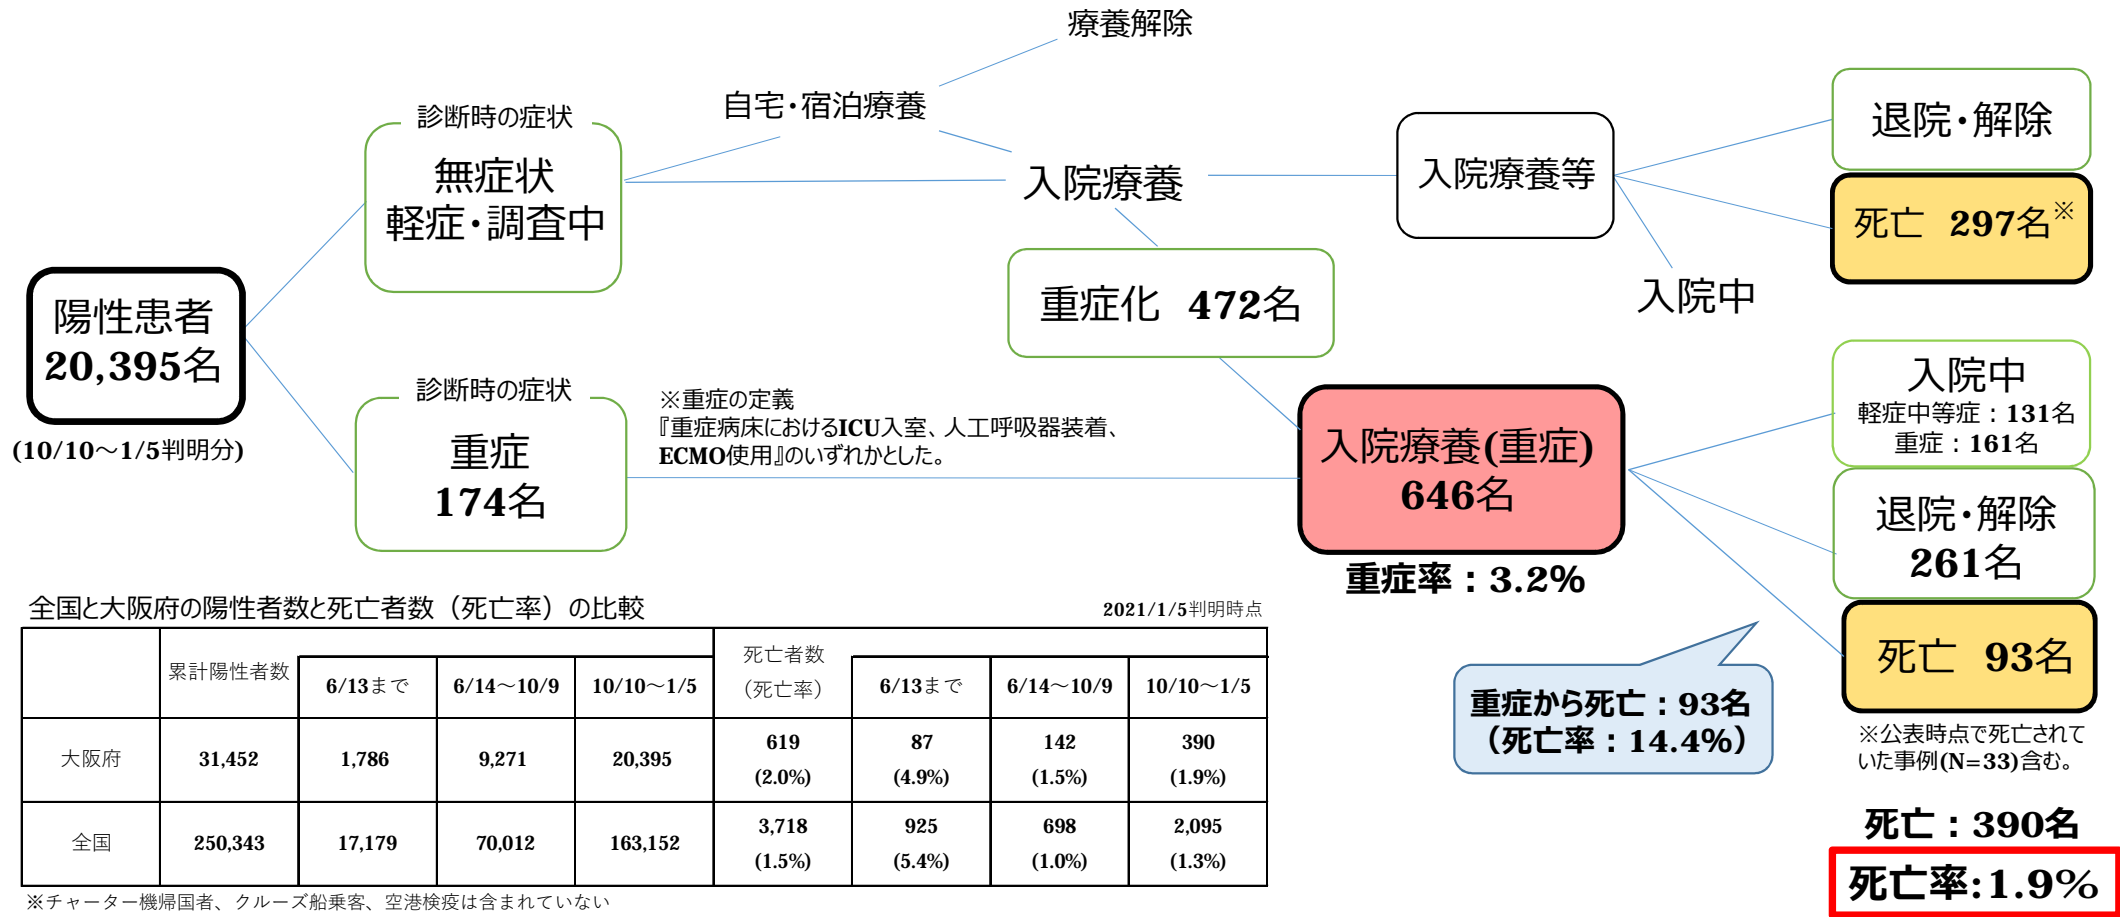 療養解除
自宅・宿泊療養
診断時の症状
無症状
軽症・調査中
入院療養
入院療養等
退院・解除
死亡 297名※
入院中
重症化 472名
陽性患者
20,395名
(10/10～1/5判明分)
診断時の症状
重症
174名
※重症の定義
『重症病床におけるICU入室、人工呼吸器装着、
ECMO使用』のいずれかとした。
入院療養(重症)
646名
重症率：3.2%
入院中
軽症中等症：131名
重症：161名
退院・解除
261名
死亡 93名
重症から死亡：93名
（死亡率：14.4%）
※公表時点で死亡されて
いた事例(N=33)含む。
死亡：390名
死亡率:1.9%
全国と大阪府の陽性者数と死亡者数（死亡率）の比較
2021/1/5判明時点
累計陽性者数 6/13まで 6/14～10/9 10/10～1/5 死亡者数 （死亡率） 6/13まで 6/14～10/9 10/10～1/5
大阪府 31,452 1,786 9,271 20,395 619 87 142 390
(2.0%) (4.9%) (1.5%) (1.9%)
全国 250,343 17,179 70,012 163,152 3,718 925 698 2,095
(1.5%) (5.4%) (1.0%) (1.3%)
※チャーター機帰国者、クルーズ船乗客、空港検疫は含まれていない